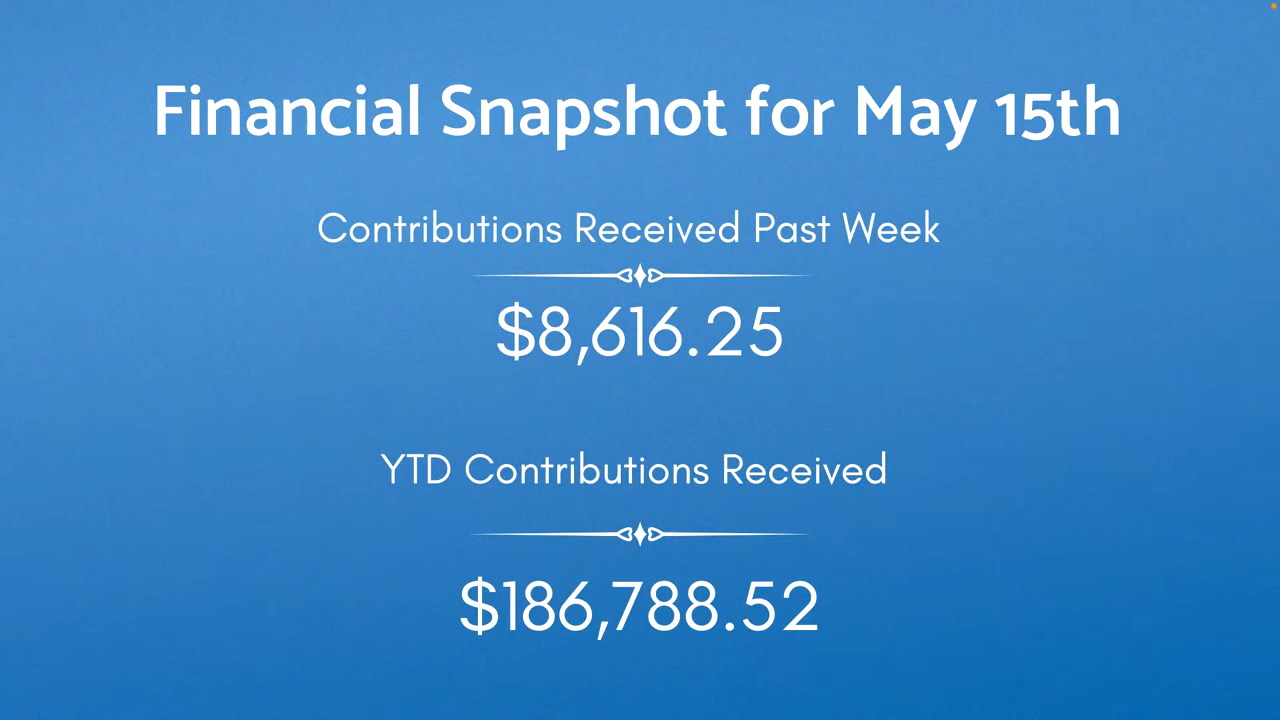 Financial Snapshot for May 15th
Contributions Received Past Week
$8,616.25
YTD Contributions Received
$186,788.52